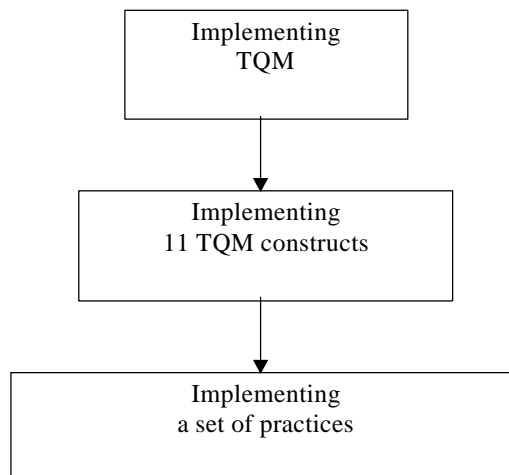 Implementing
TQM
Implementing
11 TQM constructs
Implementing
a set of practices